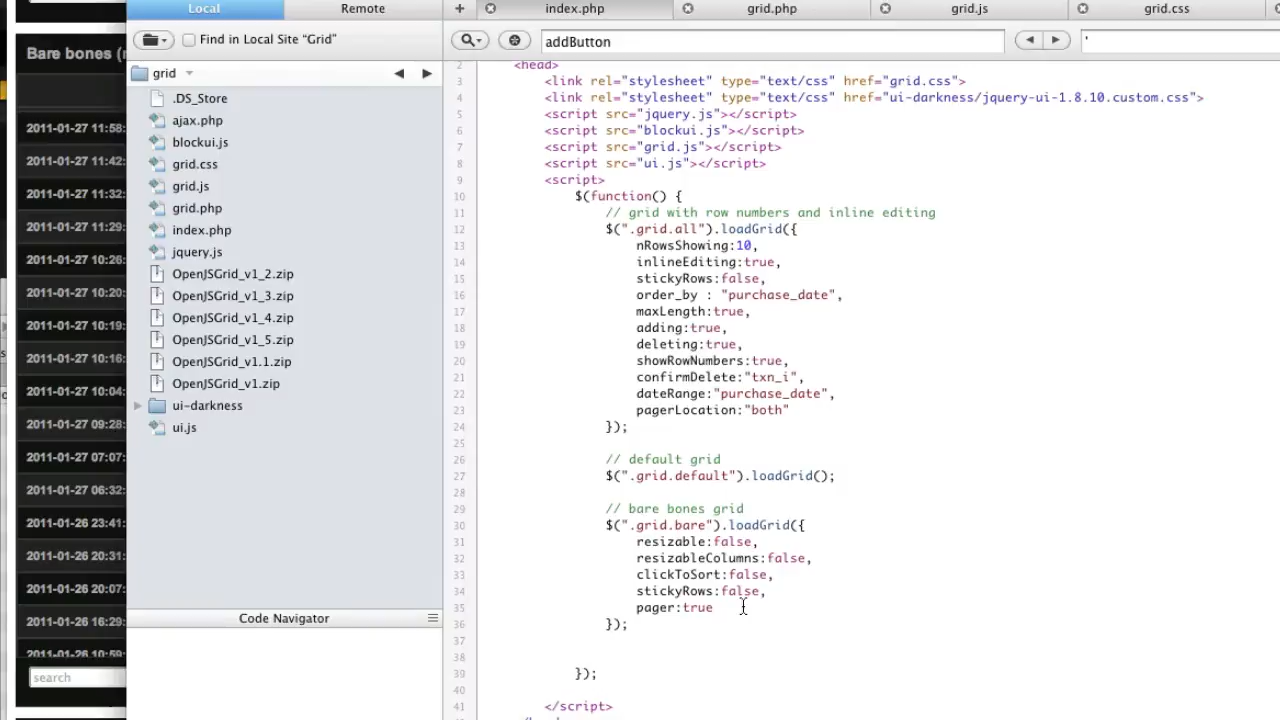 Local
Remote
index.php
grid.php
grid.js
grid.css
Find in Local Site “Grid”
addButton
'
grid
.DS_Store
ajax.php
blockui.js
grid.css
grid.js
grid.php
index.php
jquery.js
OpenJSGrid_v1_2.zip
OpenJSGrid_v1_3.zip
OpenJSGrid_v1_4.zip
OpenJSGrid_v1_5.zip
OpenJSGrid_v1.1.zip
OpenJSGrid_v1.zip
ui-darkness
ui.js
Code Navigator
Bare bones (
2011-01-27 11:58:
2011-01-27 11:42:
2011-01-27 11:32:
2011-01-27 11:29:
2011-01-27 10:26:
2011-01-27 10:20:
2011-01-27 10:19:
2011-01-27 10:16:
2011-01-27 10:04:
2011-01-27 09:28:
2011-01-27 07:07:
2011-01-27 06:32:
2011-01-26 23:41:
2011-01-26 20:31:
2011-01-26 20:07:
2011-01-26 16:29:
2011-01-26 10:59:
search
2 <head>
3 <link rel="stylesheet" type="text/css" href="grid.css">
4 <link rel="stylesheet" type="text/css" href="ui-darkness/jquery-ui-1.8.10.custom.css">
5 <script src="jquery.js"></script>
6 <script src="blockui.js"></script>
7 <script src="grid.js"></script>
8 <script src="ui.js"></script>
9 <script>
10 $(function() {
11 // grid with row numbers and inline editing
12 $(".grid.all").loadGrid({
13 nRowsShowing:10,
14 inlineEditing:true,
15 stickyRows:false,
16 order_by : "purchase_date",
17 maxLength:true,
18 adding:true,
19 deleting:true,
20 showRowNumbers:true,
21 confirmDelete:"txn_i",
22 dateRange:"purchase_date",
23 pagerLocation:"both"
24 });
25
26 // default grid
27 $(".grid.default").loadGrid();
28
29 // bare bones grid
30 $(".grid.bare").loadGrid({
31 resizable:false,
32 resizableColumns:false,
33 clickToSort:false,
34 stickyRows:false,
35 pager:true
36 });
37
38
39 });
40
41 </script>